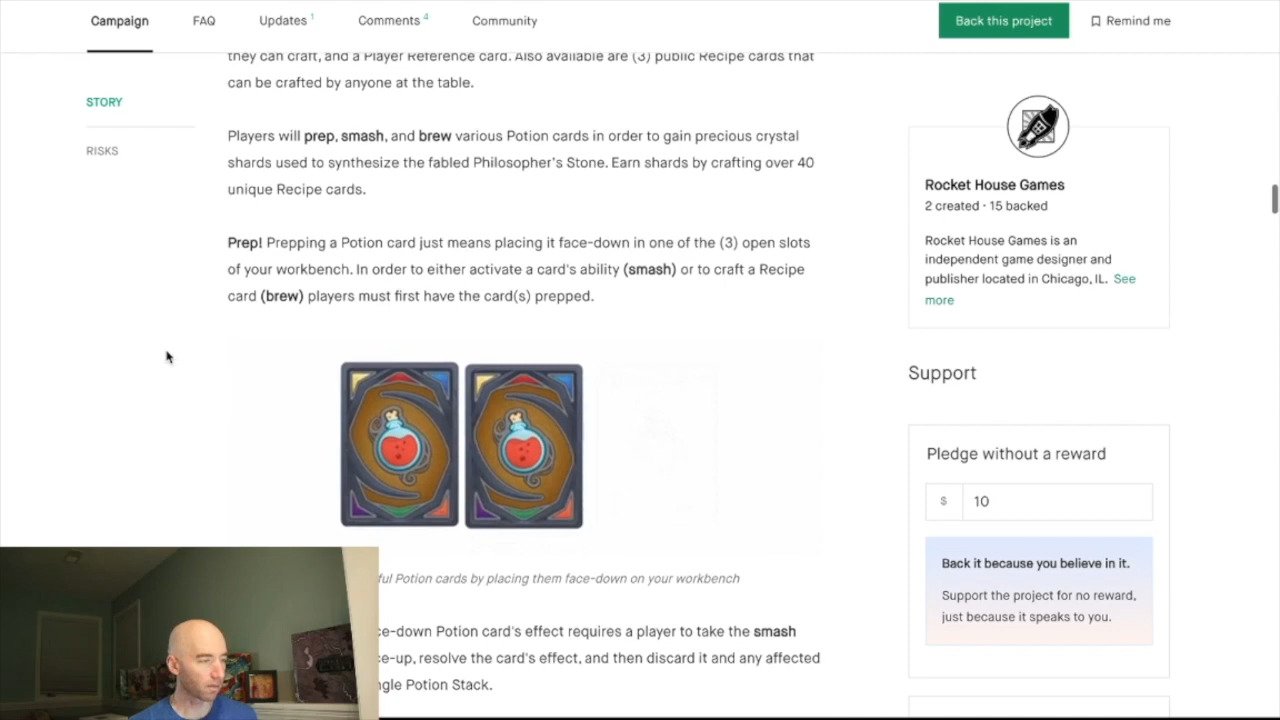 Campaign FAQ Updates 1 Comments 4 Community Back this project Remind me
they can craft, and a Player Reference card. Also available are (3) public Recipe cards that
can be crafted by anyone at the table.
STORY
RISKS
Players will prep, smash, and brew various Potion cards in order to gain precious crystal
shards used to synthesize the fabled Philosopher's Stone. Earn shards by crafting over 40
unique Recipe cards.
Prep! Prepping a Potion card just means placing it face-down in one of the (3) open slots
of your workbench. In order to either activate a card's ability (smash) or to craft a Recipe
card (brew) players must first have the card(s) prepped.
ful Potion cards by placing them face-down on your workbench
ce-down Potion card's effect requires a player to take the smash
ce-up, resolve the card's effect, and then discard it and any affected
ngle Potion Stack.
Rocket House Games
2 created · 15 backed
Rocket House Games is an
independent game designer and
publisher located in Chicago, IL. See
more
Support
Pledge without a reward
$ 10
Back it because you believe in it.
Support the project for no reward,
just because it speaks to you.